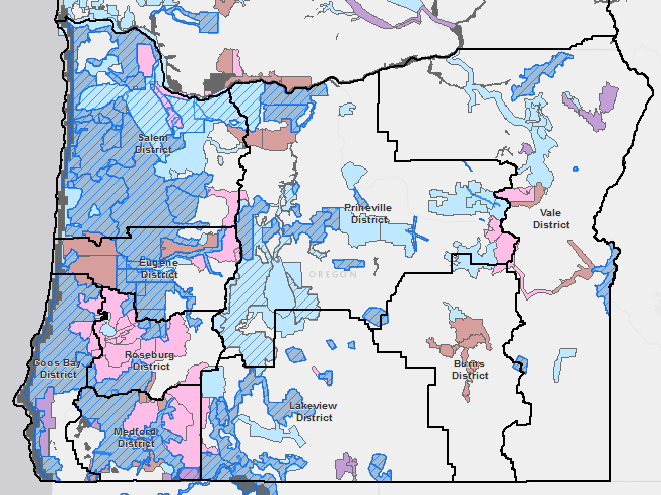 Salem
District
Prineville
District
Vale
District
Eugene
District
OREGON
Roseburg
District
Coos Bay
District
Burns
District
Lakeview
District
Medford
District